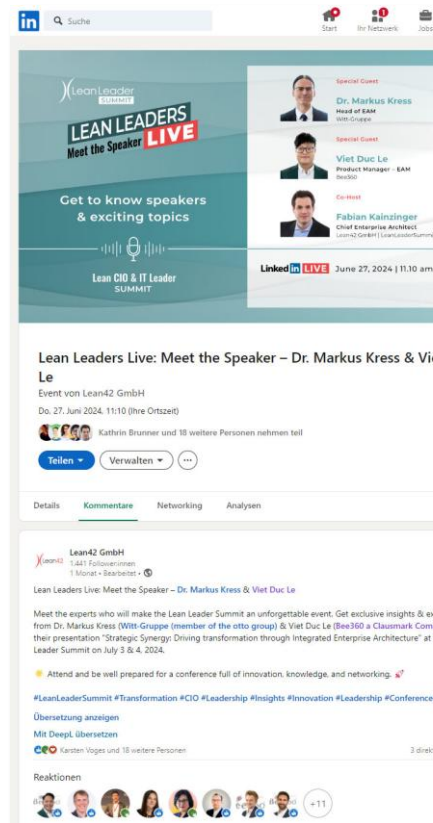 in Suche
Start Ihr Netzwerk Jobs
Lean Leader
SUMMIT
LEAN LEADERS
Meet the Speaker LIVE
Get to know speakers
& exciting topics
Lean CIO & IT Leader
SUMMIT
Special Guest
Dr. Markus Kress
Head of EAM
Witt-Gruppe
Special Guest
Viet Duc Le
Product Manager – EAM
Bee360
Co-Host
Fabian Kainzinger
Chief Enterprise Architect
Lean42 GmbH | LeanLeaderSummit
Linked in LIVE June 27, 2024 | 11.10 am
Lean Leaders Live: Meet the Speaker – Dr. Markus Kress & Vi
Le
Event von Lean42 GmbH
Do. 27. Juni 2024, 11:10 (Ihre Ortszeit)
Kathrin Brunner und 18 weitere Personen nehmen teil
Teilen Verwalten
Details Kommentare Networking Analysen
Lean42 GmbH
1.441 Follower:innen
1 Monat • Bearbeitet •
Lean Leaders Live: Meet the Speaker – Dr. Markus Kress & Viet Duc Le
Meet the experts who will make the Lean Leader Summit an unforgettable event. Get exclusive insights & ex
from Dr. Markus Kress (Witt-Gruppe (member of the otto group) & Viet Duc Le (Bee360 a Clausmark Com
their presentation "Strategic Synergy: Driving transformation through Integrated Enterprise Architecture" at
Leader Summit on July 3 & 4, 2024.
Attend and be well prepared for a conference full of innovation, knowledge, and networking.
#LeanLeaderSummit #Transformation #CIO #Leadership #Insights #Innovation #Leadership #Conference
Übersetzung anzeigen
Mit DeepL übersetzen
Karsten Voges und 18 weitere Personen 3 direk
Reaktionen
+11